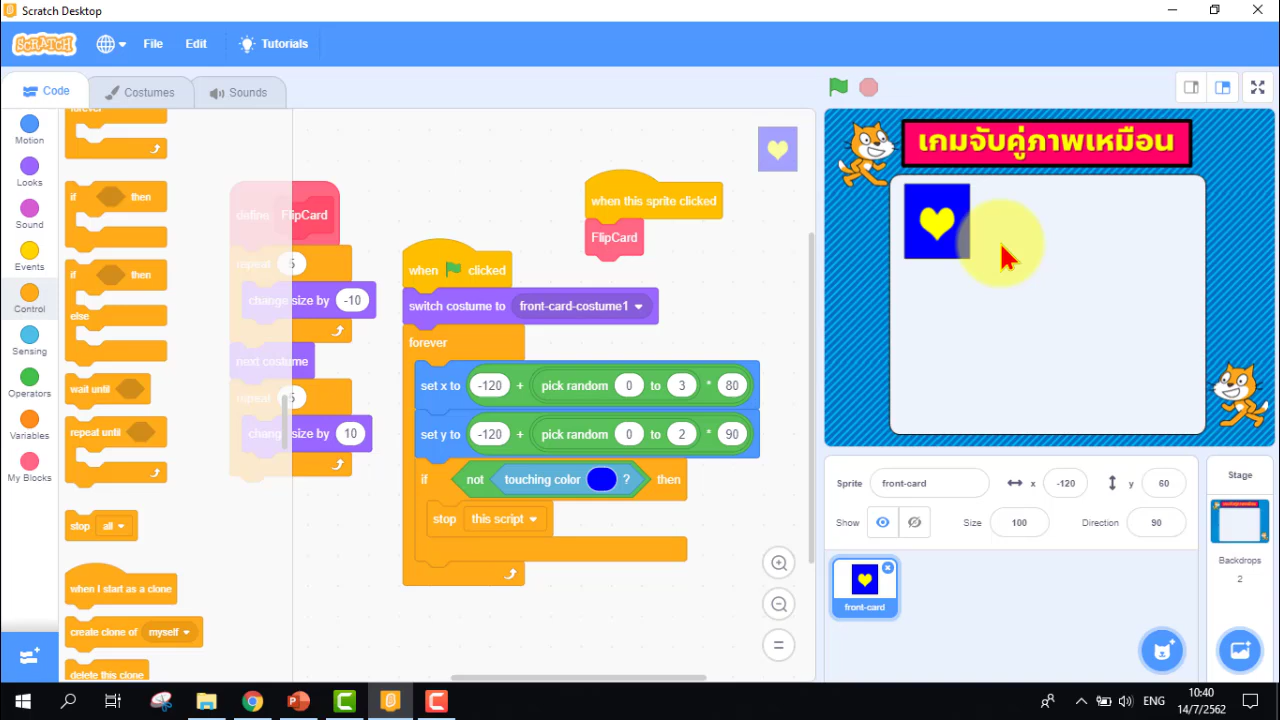 Scratch Desktop
SCRATCH
File
Edit
Tutorials
Code
Costumes
Sounds
Motion
Looks
Sound
Events
Control
Sensing
Operators
Variables
My Blocks
forever
if then
if then
else
wait until
repeat until
stop all
when I start as a clone
create clone of myself
delete this clone
define FlipCard
repeat 5
change size by -10
next costume
repeat 5
change size by 10
when clicked
switch costume to front-card-costume1
forever
set x to -120 + pick random 0 to 3 * 80
set y to -120 + pick random 0 to 2 * 90
if not touching color ? then
stop this script
when this sprite clicked
FlipCard
เกมจับคู่ภาพเหมือน
Sprite front-card x -120 y 60
Show Size 100 Direction 90
front-card
Stage
Backdrops
2
ENG
10:40
14/7/2562